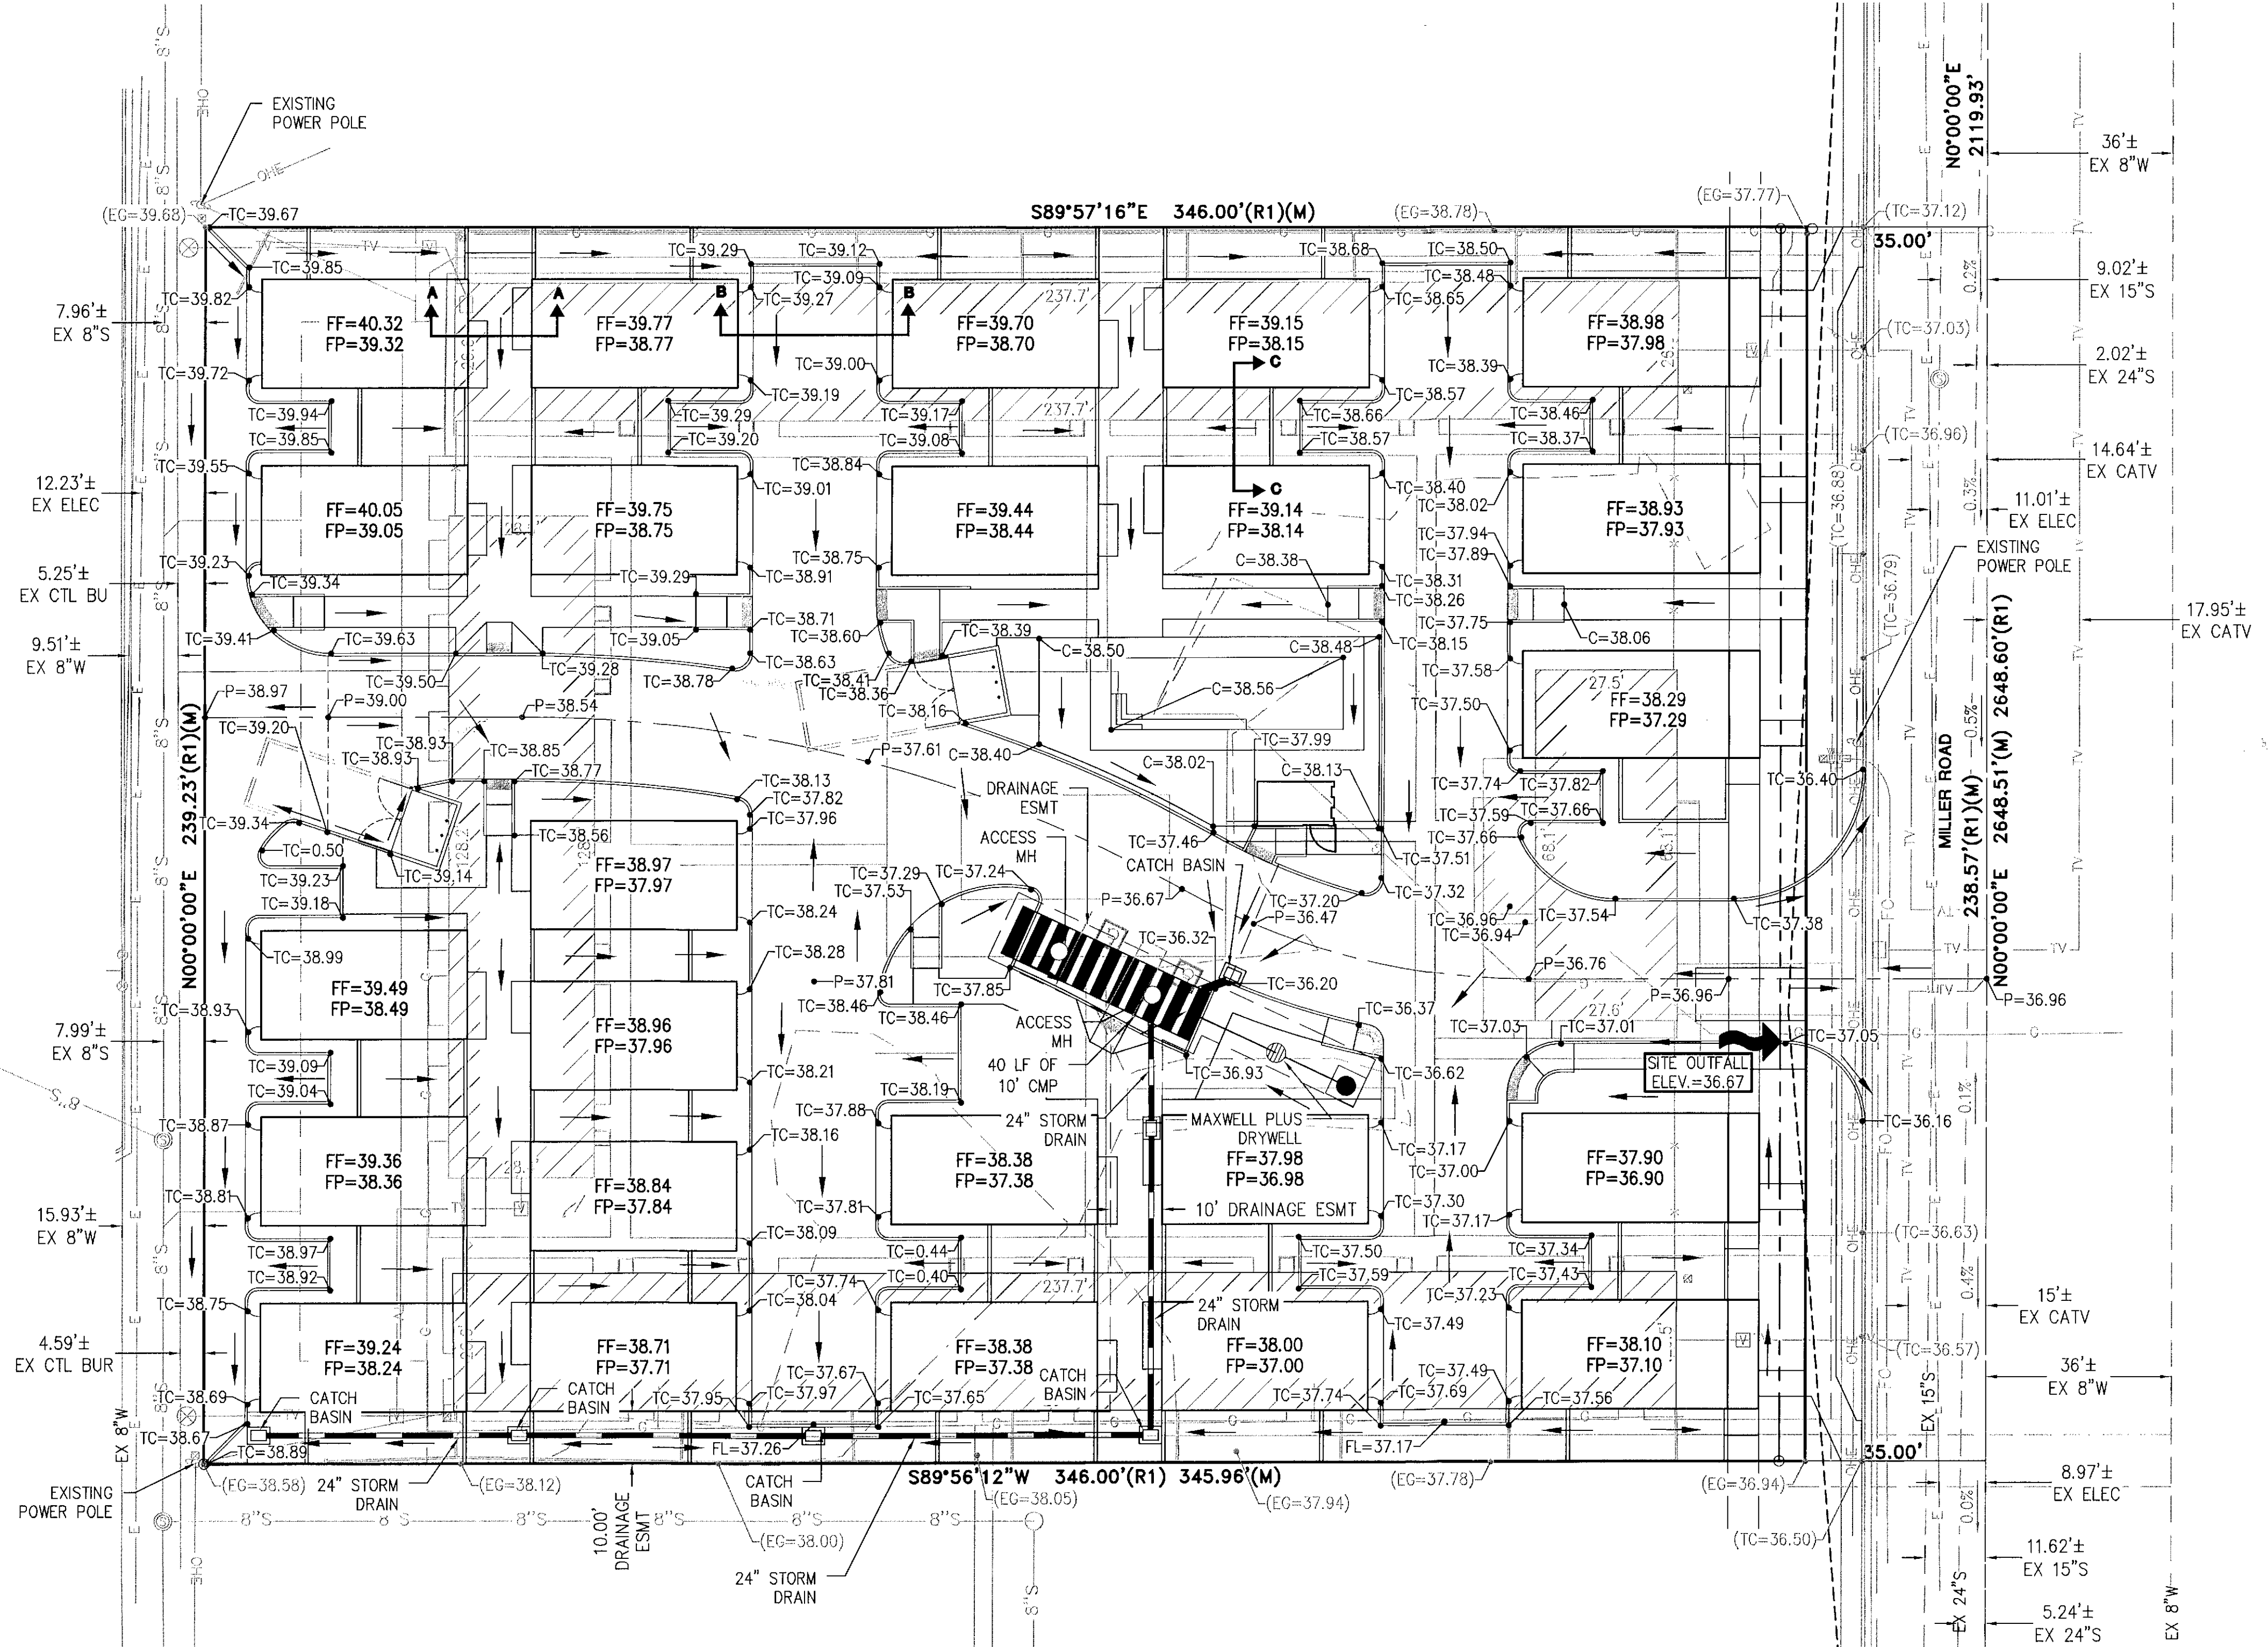 EXISTING
POWER POLE
OHE
(EG=39.68)
TC=39.67
S89°57'16"E 346.00'(R1)(M)
(EG=38.78)
(EG=37.77)
(TC=37.12)
35.00'
N0°00'00"E
2119.93'
36'±
EX 8"W
9.02'±
EX 15"S
2.02'±
EX 24"S
14.64'±
EX CATV
11.01'±
EX ELEC
EXISTING
POWER POLE
17.95'±
EX CATV
7.96'±
EX 8"S
12.23'±
EX ELEC
5.25'±
EX CTL BU
9.51'±
EX 8"W
7.99'±
EX 8"S
15.93'±
EX 8"W
4.59'±
EX CTL BUR
EXISTING
POWER POLE
EX 8"W
N00°00'00"E 239.23'(R1)(M)
TC=39.85
TC=39.82
TC=39.29
TC=39.12
TC=39.09
TC=39.27
TC=38.68
TC=38.50
TC=38.48
TC=38.65
A
A
B
B
237.7'
FF=40.32
FP=39.32
FF=39.77
FP=38.77
FF=39.70
FP=38.70
FF=39.15
FP=38.15
FF=38.98
FP=37.98
(TC=37.03)
C
TC=39.72
TC=39.00
TC=38.39
TC=39.19
TC=38.57
TC=39.94
TC=39.29
TC=39.17
237.7'
TC=38.66
TC=38.46
TC=39.85
TC=39.20
TC=39.08
TC=38.57
TC=38.37
(TC=36.96)
TC=39.55
TC=38.84
TC=39.01
TC=38.40
TC=38.02
C
(TC=36.88)
FF=40.05
FP=39.05
FF=39.75
FP=38.75
FF=39.44
FP=38.44
FF=39.14
FP=38.14
FF=38.93
FP=37.93
TC=37.94
TC=37.89
TC=39.23
TC=39.34
TC=39.29
TC=38.91
TC=38.75
C=38.38
TC=38.31
TC=38.26
(TC=36.79)
TC=39.41
TC=39.63
TC=39.05
TC=38.71
TC=38.60
TC=38.39
C=38.50
C=38.48
TC=38.15
TC=37.75
C=38.06
TC=39.50
TC=39.28
TC=38.63
TC=38.78
TC=38.41
TC=38.36
TC=37.58
C=38.56
27.5'
FF=38.29
FP=37.29
P=38.97
P=39.00
P=38.54
TC=38.16
TC=37.50
TC=39.20
TC=38.93
TC=38.93
TC=38.85
TC=38.77
P=37.61
C=38.40
TC=37.99
C=38.02
C=38.13
TC=37.74
TC=37.82
TC=36.40
MILLER ROAD
238.57'(R1)(M)
N00°00'00"E 2648.51'(M) 2648.60'(R1)
TC=38.13
TC=37.82
TC=37.96
DRAINAGE
ESMT
TC=37.59
TC=37.66
TC=37.66
TC=39.34
TC=0.50
TC=38.56
128.2'
TC=39.14
TC=39.23
TC=39.18
ACCESS
MH
TC=37.46
CATCH BASIN
TC=37.51
68.1'
FF=38.97
FP=37.97
TC=37.29
TC=37.24
TC=37.53
P=36.67
TC=37.20
TC=37.32
P=36.47
TC=36.96
TC=37.54
TC=36.94
TC=37.38
TC=38.24
TC=38.99
TC=38.28
TC=36.32
P=36.76
P=36.96
P=36.96
FF=39.49
FP=38.49
P=37.81
TC=37.85
TC=36.20
TC=38.93
TC=38.46
TC=38.46
27.6'
FF=38.96
FP=37.96
ACCESS
MH
TC=36.37
TC=37.03
TC=37.01
TC=37.05
SITE OUTFALL
ELEV.=36.67
TC=39.09
TC=39.04
TC=38.21
40 LF OF
10' CMP
TC=36.93
TC=36.62
TC=38.19
TC=38.87
TC=37.88
24" STORM
DRAIN
MAXWELL PLUS
DRYWELL
TC=36.16
TC=38.16
TC=37.17
TC=37.00
FF=39.36
FP=38.36
FF=38.84
FP=37.84
FF=38.38
FP=37.38
FF=37.98
FP=36.98
FF=37.90
FP=36.90
TC=38.81
TC=37.81
10' DRAINAGE ESMT
TC=37.30
TC=37.17
TC=38.97
TC=38.92
TC=38.09
TC=0.44
TC=0.40
TC=37.50
TC=37.59
TC=37.34
TC=37.43
(TC=36.63)
TC=38.75
TC=38.04
TC=37.74
237.7'
24" STORM
DRAIN
TC=37.49
TC=37.23
15'±
EX CATV
FF=39.24
FP=38.24
FF=38.71
FP=37.71
FF=38.38
FP=37.38
FF=38.00
FP=37.00
FF=38.10
FP=37.10
(TC=36.57)
36'±
EX 8"W
TC=38.69
CATCH
BASIN
CATCH
BASIN
TC=37.95
TC=37.97
TC=37.67
TC=37.65
CATCH
BASIN
TC=37.74
TC=37.69
TC=37.49
TC=37.56
TC=38.67
TC=38.89
FL=37.26
FL=37.17
35.00'
EX 15"S
(EG=38.58)
24" STORM
DRAIN
(EG=38.12)
CATCH
BASIN
S89°56'12"W 346.00'(R1) 345.96'(M)
(EG=38.05)
(EG=37.94)
(EG=37.78)
(EG=36.94)
8.97'±
EX ELEC
10.00'
DRAINAGE
ESMT
(EG=38.00)
24" STORM
DRAIN
(TC=36.50)
11.62'±
EX 15"S
EX 24"S
5.24'±
EX 24"S
EX 8"W
8"S
8"S
8"S
8"S
8"S
0.2%
0.3%
0.5%
0.1%
0.4%
0.0%